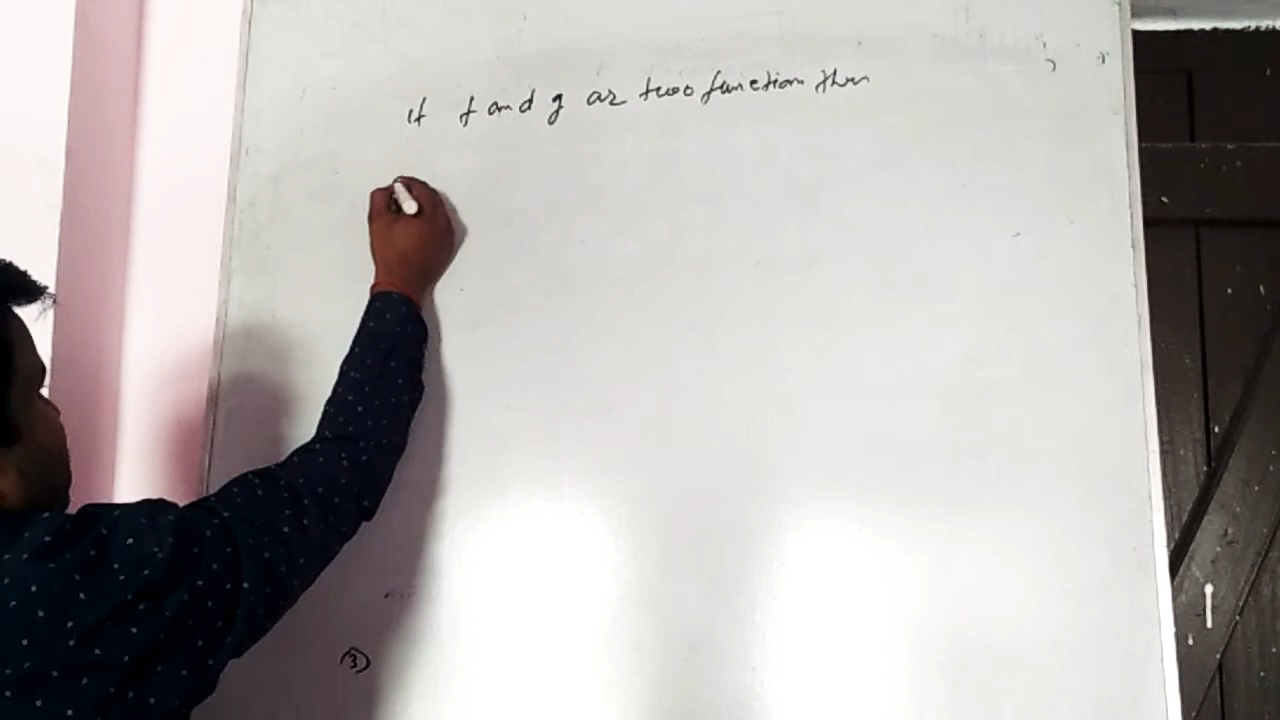 if f and g are two function then
(3)